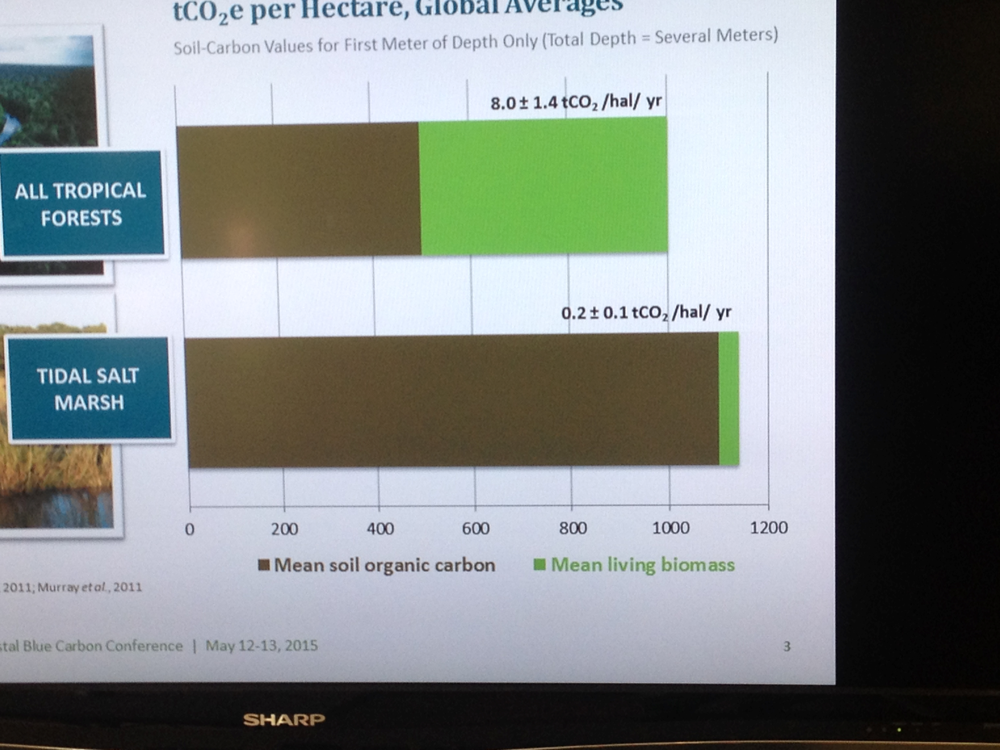 tCO₂e per Hectare, Global Averages
Soil-Carbon Values for First Meter of Depth Only (Total Depth = Several Meters)
8.0 ± 1.4 tCO₂ /hal/ yr
ALL TROPICAL
FORESTS
0.2 ± 0.1 tCO₂ /hal/ yr
TIDAL SALT
MARSH
0 200 400 600 800 1000 1200
Mean soil organic carbon Mean living biomass
2011; Murray et al., 2011
stal Blue Carbon Conference | May 12-13, 2015 3
SHARP